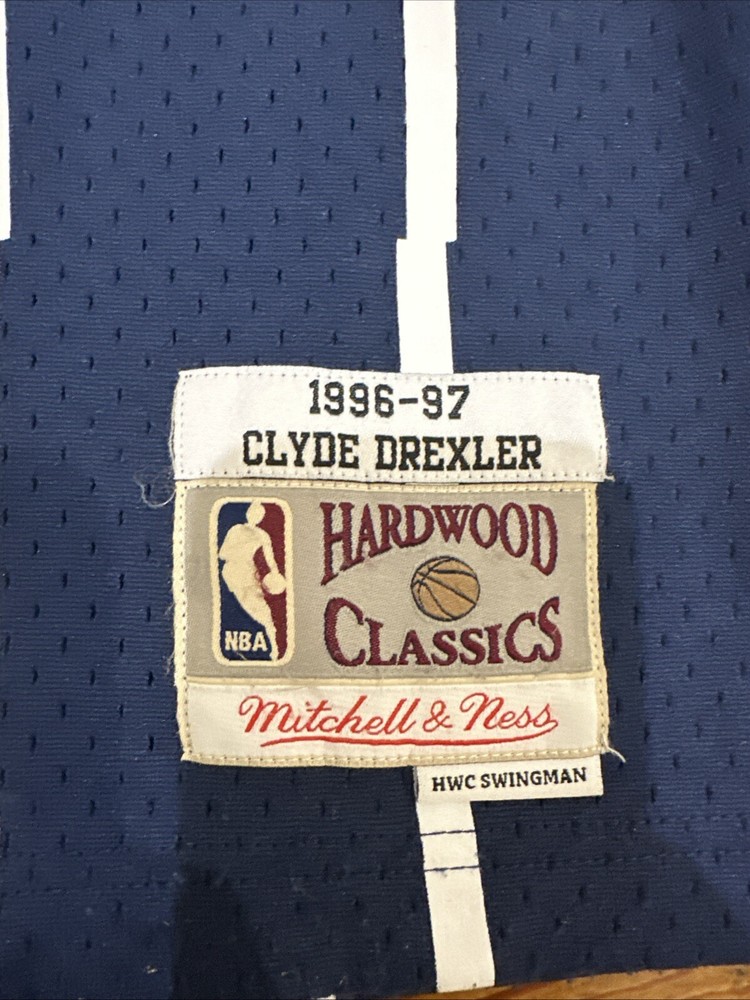 1996-97
CLYDE DREXLER
NBA
HARDWOOD
CLASSICS
Mitchell & Ness
HWC SWINGMAN